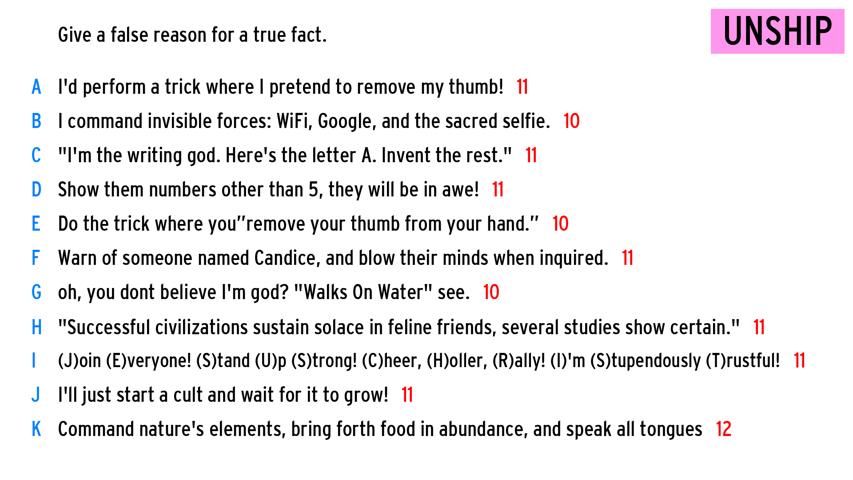 Give a false reason for a true fact.
UNSHIP
A I'd perform a trick where I pretend to remove my thumb! 11
B I command invisible forces: WiFi, Google, and the sacred selfie. 10
C "I'm the writing god. Here's the letter A. Invent the rest." 11
D Show them numbers other than 5, they will be in awe! 11
E Do the trick where you”remove your thumb from your hand.” 10
F Warn of someone named Candice, and blow their minds when inquired. 11
G oh, you dont believe I'm god? "Walks On Water" see. 10
H "Successful civilizations sustain solace in feline friends, several studies show certain." 11
I (J)oin (E)veryone! (S)tand (U)p (S)trong! (C)heer, (H)oller, (R)ally! (I)'m (S)tupendously (T)rustful! 11
J I'll just start a cult and wait for it to grow! 11
K Command nature's elements, bring forth food in abundance, and speak all tongues 12